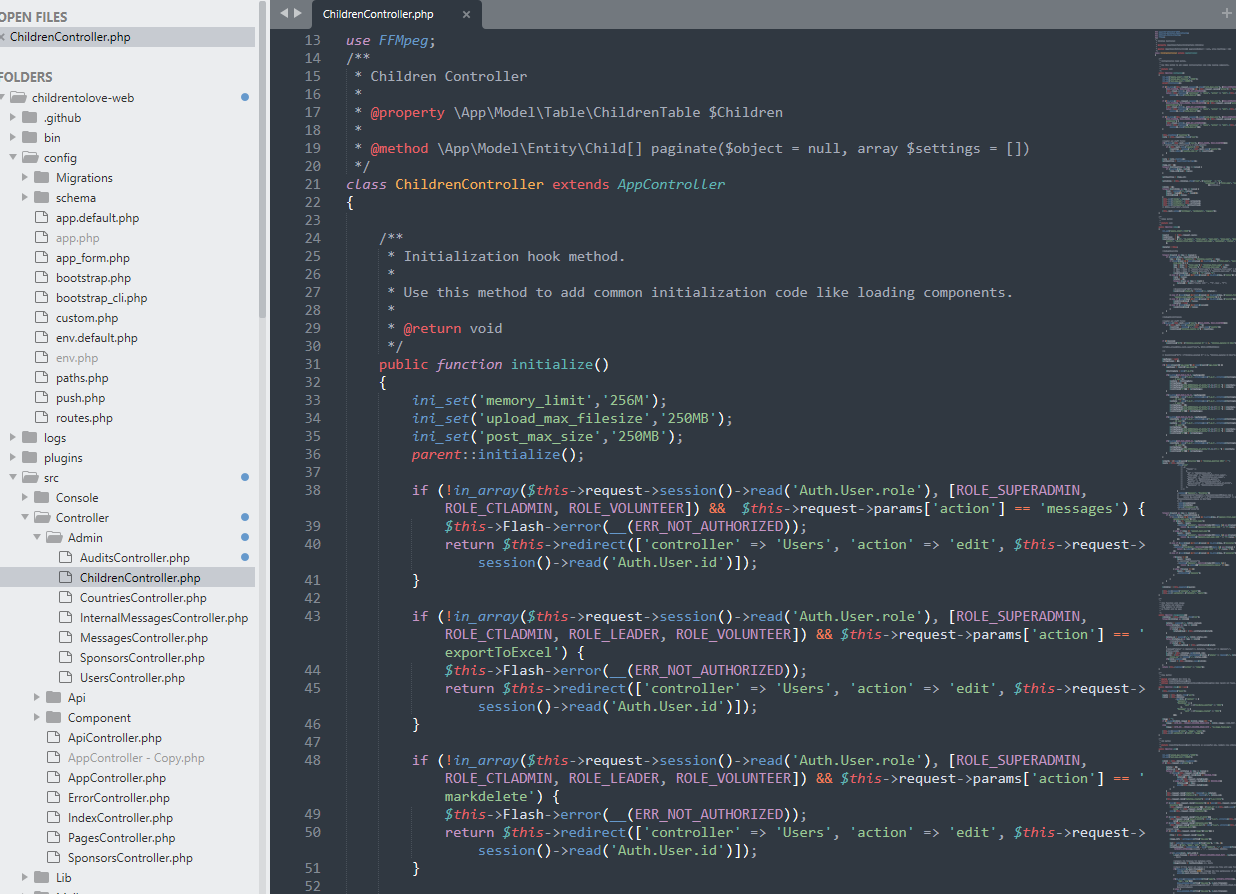 OPEN FILES
× ChildrenController.php
FOLDERS
childrentolove-web
.github
bin
config
Migrations
schema
app.default.php
app.php
app_form.php
bootstrap.php
bootstrap_cli.php
custom.php
env.default.php
env.php
paths.php
push.php
routes.php
logs
plugins
src
Console
Controller
Admin
AuditsController.php
ChildrenController.php
CountriesController.php
InternalMessagesController.php
MessagesController.php
SponsorsController.php
UsersController.php
Api
Component
ApiController.php
AppController - Copy.php
AppController.php
ErrorController.php
IndexController.php
PagesController.php
SponsorsController.php
Lib
ChildrenController.php ×
13 use FFMpeg;
14 /**
15 * Children Controller
16 *
17 * @property \App\Model\Table\ChildrenTable $Children
18 *
19 * @method \App\Model\Entity\Child[] paginate($object = null, array $settings = [])
20 */
21 class ChildrenController extends AppController
22 {
23
24 /**
25 * Initialization hook method.
26 *
27 * Use this method to add common initialization code like loading components.
28 *
29 * @return void
30 */
31 public function initialize()
32 {
33 ini_set('memory_limit','256M');
34 ini_set('upload_max_filesize','250MB');
35 ini_set('post_max_size','250MB');
36 parent::initialize();
37
38 if (!in_array($this->request->session()->read('Auth.User.role'), [ROLE_SUPERADMIN,
ROLE_CTLADMIN, ROLE_VOLUNTEER]) && $this->request->params['action'] == 'messages') {
39 $this->Flash->error(__(ERR_NOT_AUTHORIZED));
40 return $this->redirect(['controller' => 'Users', 'action' => 'edit', $this->request->
session()->read('Auth.User.id')]);
41 }
42
43 if (!in_array($this->request->session()->read('Auth.User.role'), [ROLE_SUPERADMIN,
ROLE_CTLADMIN, ROLE_LEADER, ROLE_VOLUNTEER]) && $this->request->params['action'] == '
exportToExcel') {
44 $this->Flash->error(__(ERR_NOT_AUTHORIZED));
45 return $this->redirect(['controller' => 'Users', 'action' => 'edit', $this->request->
session()->read('Auth.User.id')]);
46 }
47
48 if (!in_array($this->request->session()->read('Auth.User.role'), [ROLE_SUPERADMIN,
ROLE_CTLADMIN, ROLE_LEADER, ROLE_VOLUNTEER]) && $this->request->params['action'] == '
markdelete') {
49 $this->Flash->error(__(ERR_NOT_AUTHORIZED));
50 return $this->redirect(['controller' => 'Users', 'action' => 'edit', $this->request->
session()->read('Auth.User.id')]);
51 }
52